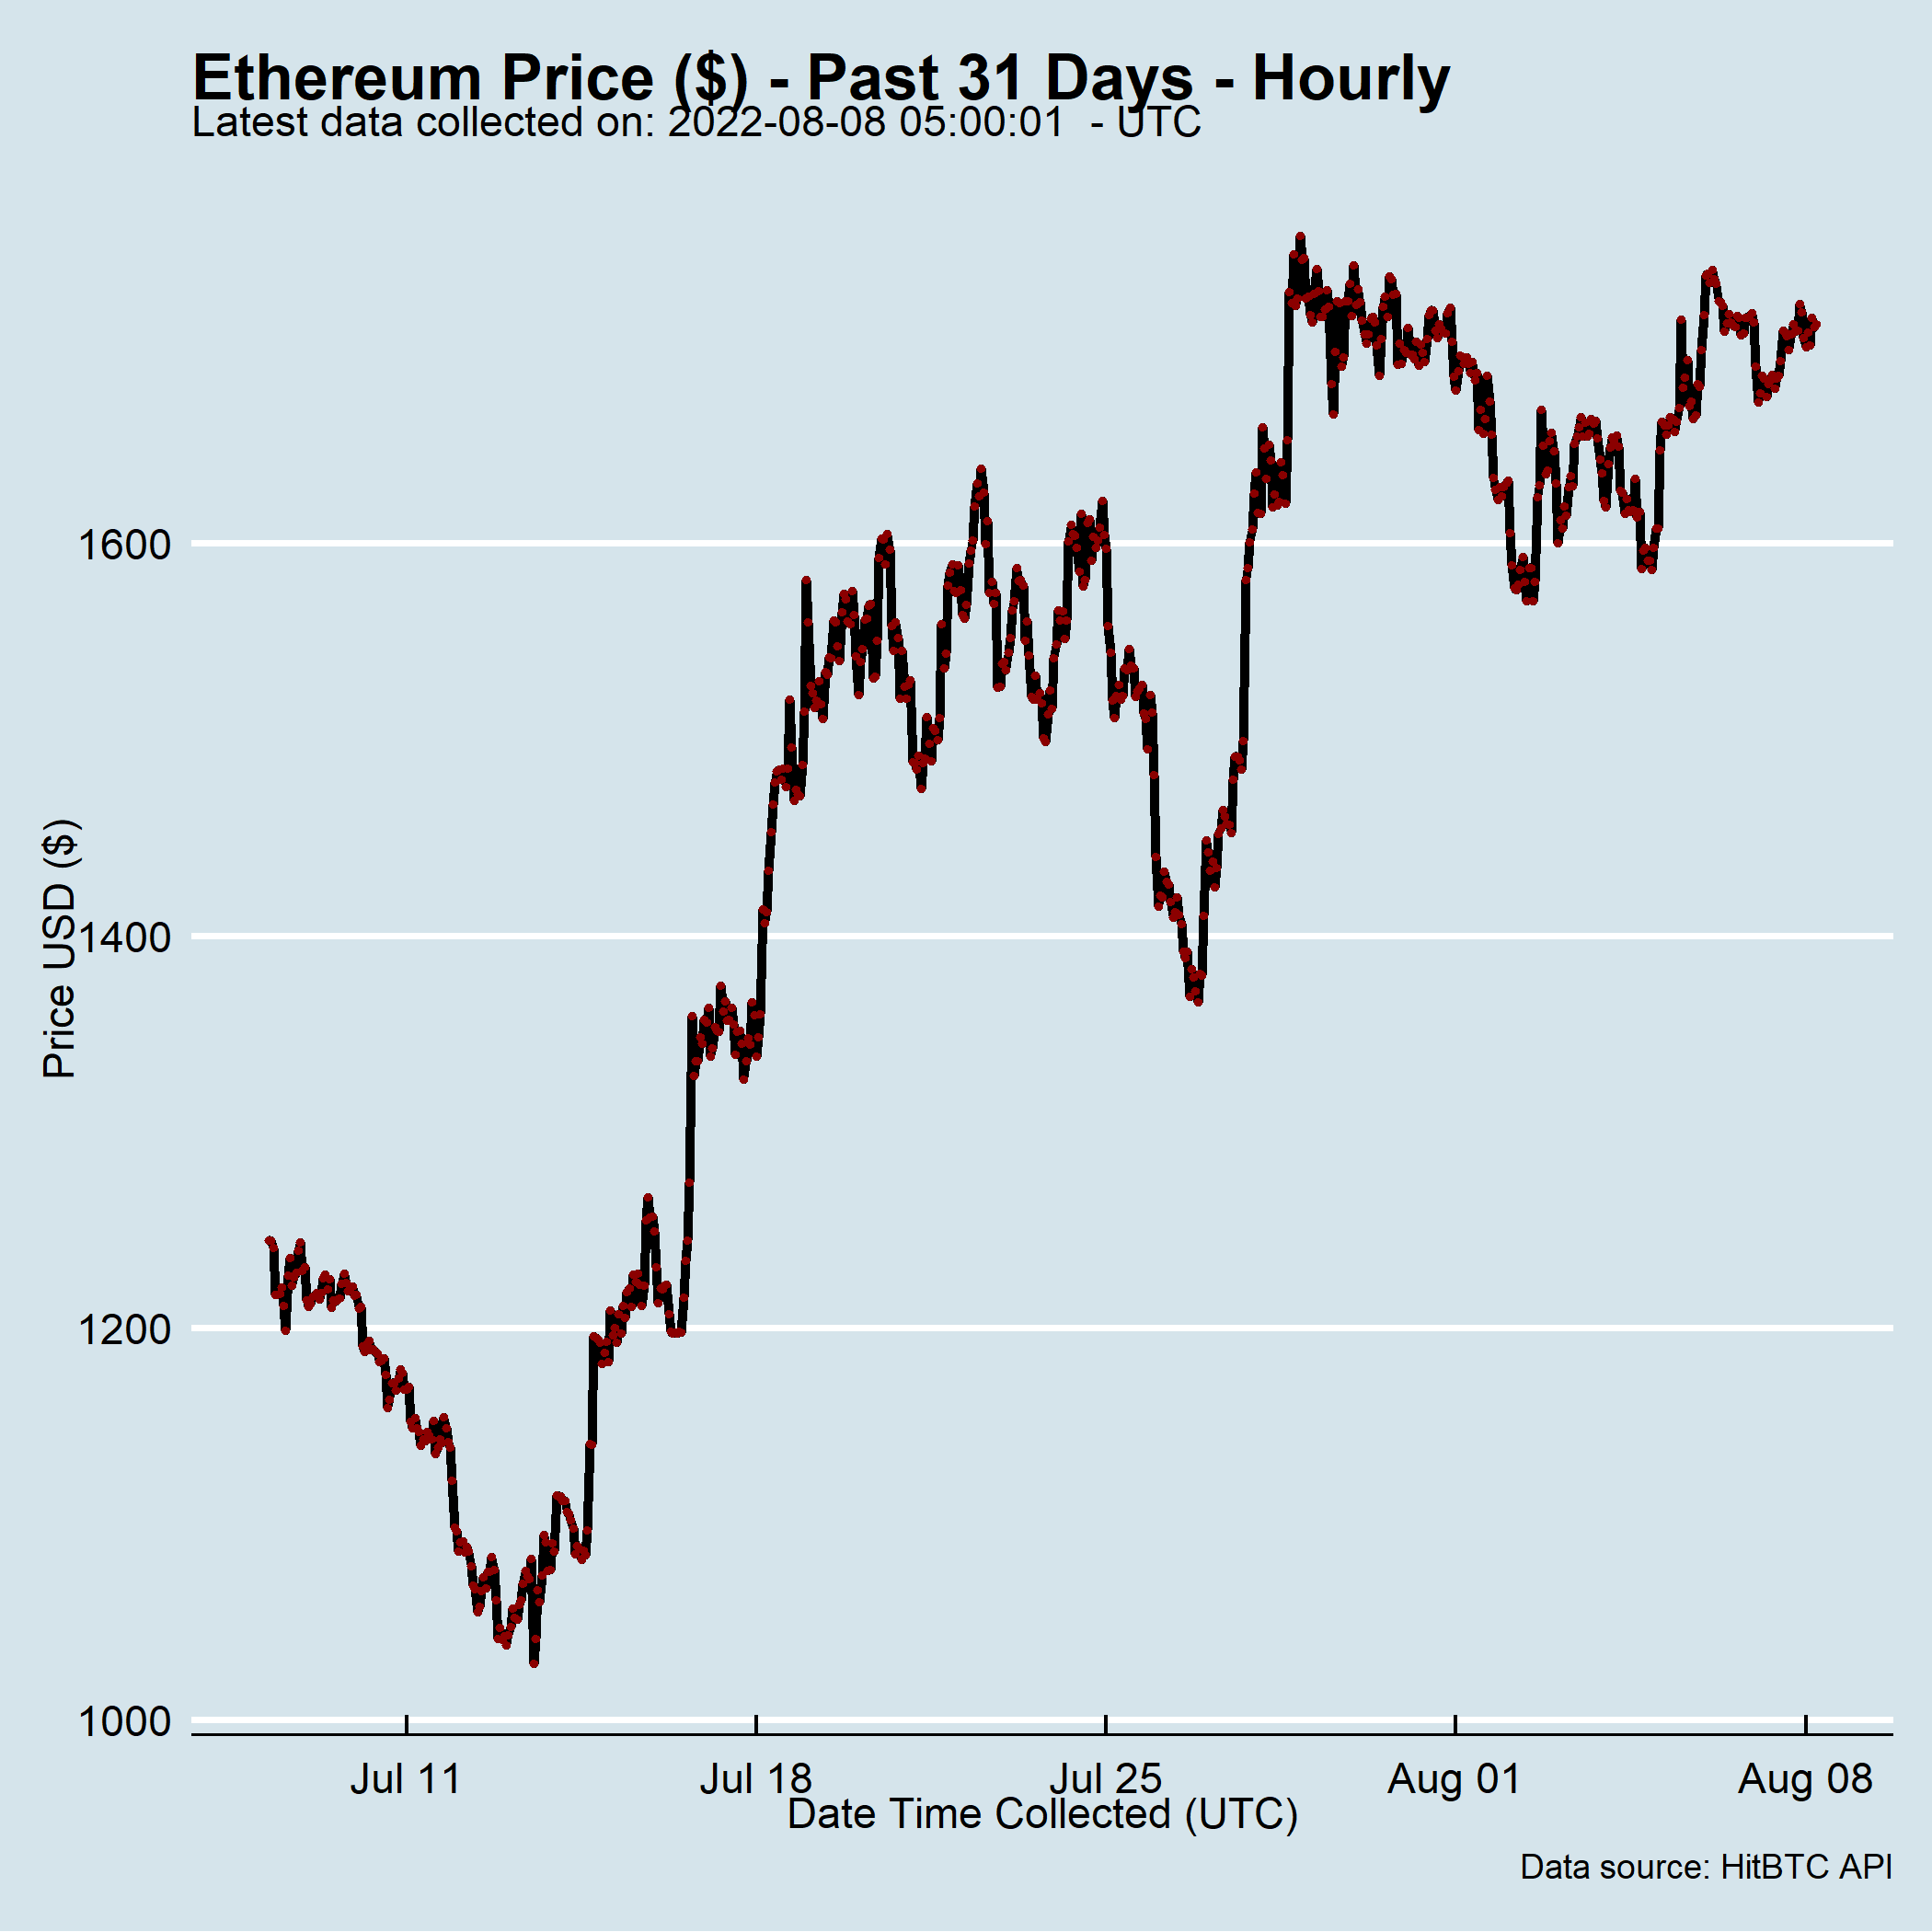 Ethereum Price ($) - Past 31 Days - Hourly
Latest data collected on: 2022-08-08 05:00:01  - UTC
Price USD ($)
1600
1400
1200
1000
Jul 11 Jul 18 Jul 25 Aug 01 Aug 08
Date Time Collected (UTC)
Data source: HitBTC API